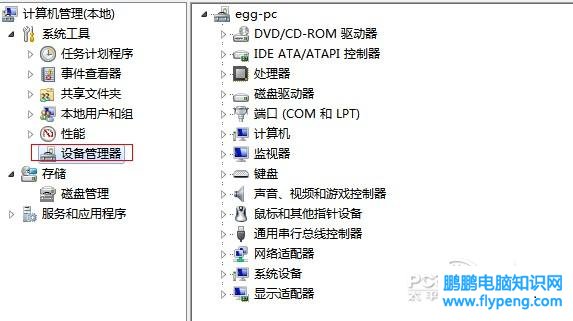 计算机管理(本地)
系统工具
任务计划程序
事件查看器
共享文件夹
本地用户和组
性能
设备管理器
存储
磁盘管理
服务和应用程序
egg-pc
DVD/CD-ROM 驱动器
IDE ATA/ATAPI 控制器
处理器
磁盘驱动器
端口 (COM 和 LPT)
计算机
监视器
键盘
声音、视频和游戏控制器
鼠标和其他指针设备
通用串行总线控制器
网络适配器
系统设备
显示适配器
鹏鹏电脑知识网
www.flypeng.com